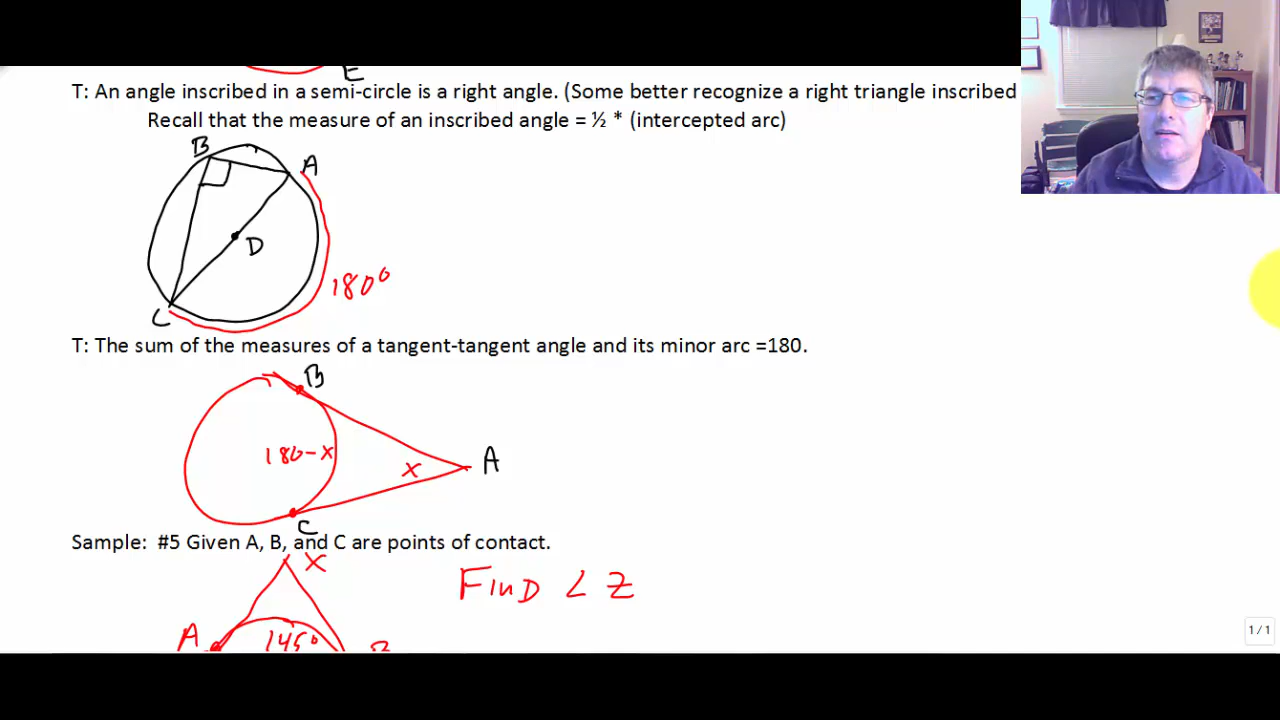 E
T: An angle inscribed in a semi-circle is a right angle. (Some better recognize a right triangle inscribed
Recall that the measure of an inscribed angle = ½ * (intercepted arc)
B
A
D
180°
C
T: The sum of the measures of a tangent-tangent angle and its minor arc =180.
B
180-x
x
A
C
Sample: #5 Given A, B, and C are points of contact.
X
FinD < Z
A
145°
1 / 1